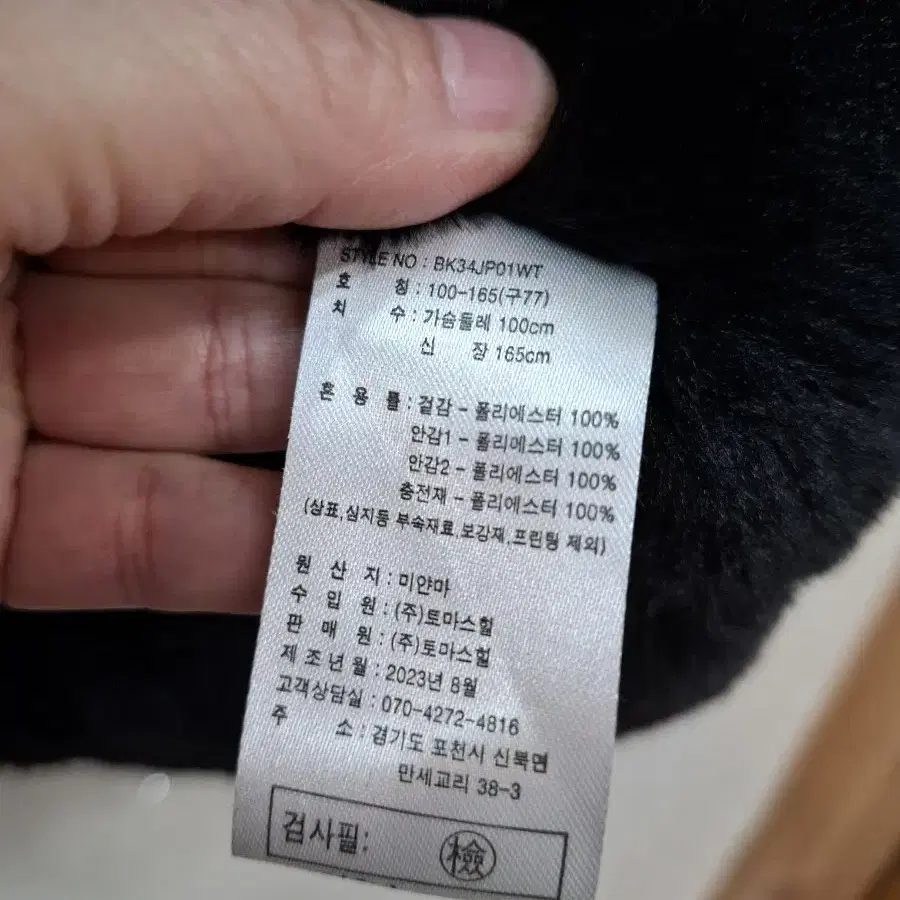 STYLE NO : BK34JP01WT
호 칭 : 100-165(구77)
치 수 : 가슴둘레 100cm
신 장 165cm
혼 용 률 : 겉감 - 폴리에스터 100%
안감1 - 폴리에스터 100%
안감2 - 폴리에스터 100%
충전재 - 폴리에스터 100%
(상표,심지등 부속재료,보강재,프린팅 제외)
원 산 지 : 미얀마
수 입 원 : (주)토마스힐
판 매 원 : (주)토마스힐
제 조 년 월 : 2023년 8월
고객상담실 : 070-4272-4816
주 소 : 경기도 포천시 신북면
만세교리 38-3
검사필: 檢